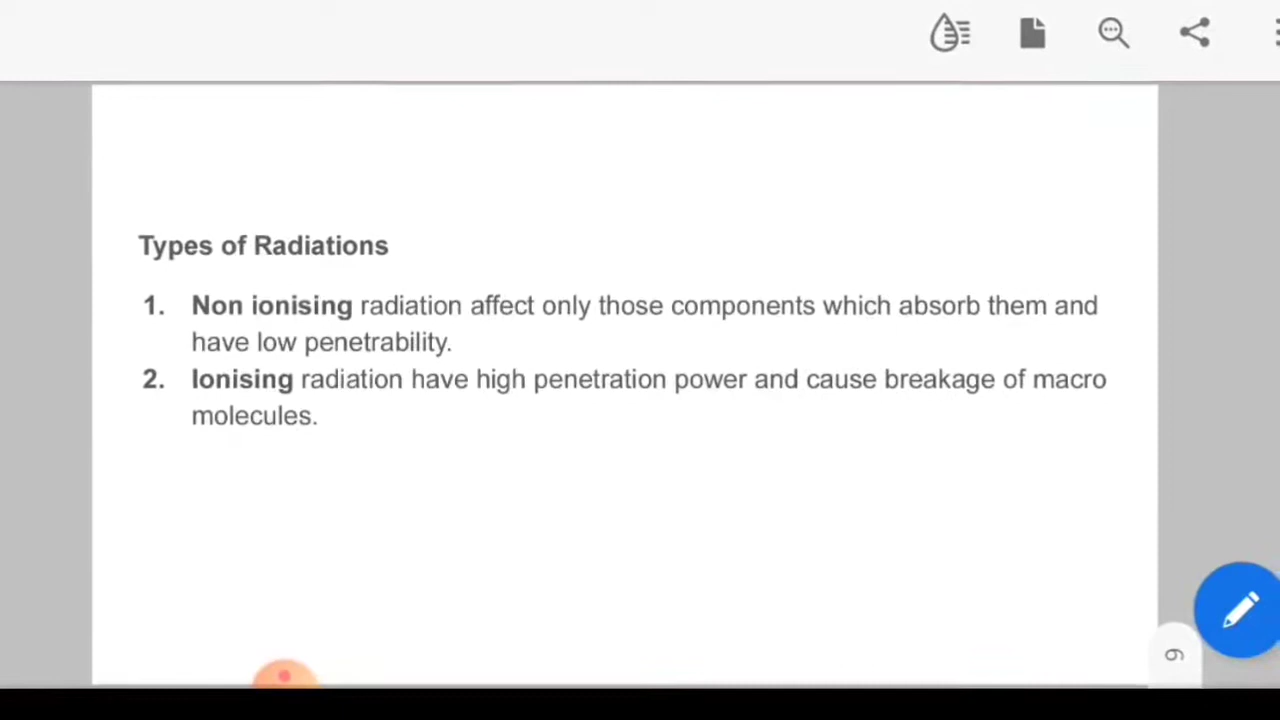 Types of Radiations
1. Non ionising radiation affect only those components which absorb them and
have low penetrability.
2. Ionising radiation have high penetration power and cause breakage of macro
molecules.
6